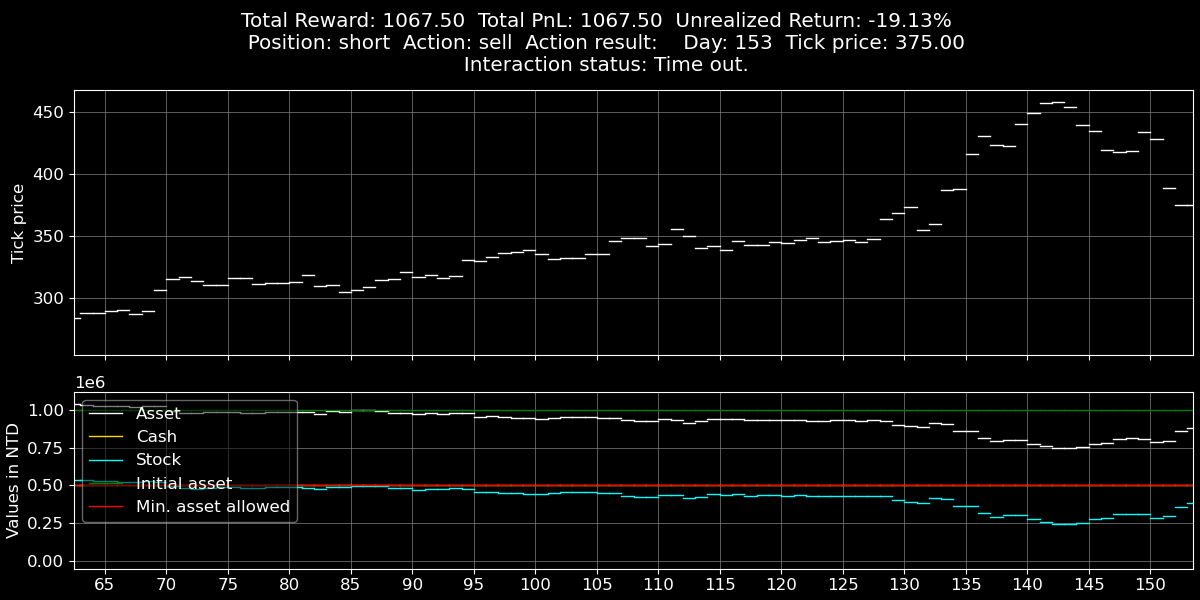 Total Reward: 1067.50  Total PnL: 1067.50  Unrealized Return: -19.13%
Position: short  Action: sell  Action result:    Day: 153  Tick price: 375.00
Interaction status: Time out.
450
400
350
300
Tick price
1e6
1.00
0.75
0.50
0.25
0.00
Values in NTD
Asset
Cash
Stock
Initial asset
Min. asset allowed
65 70 75 80 85 90 95 100 105 110 115 120 125 130 135 140 145 150